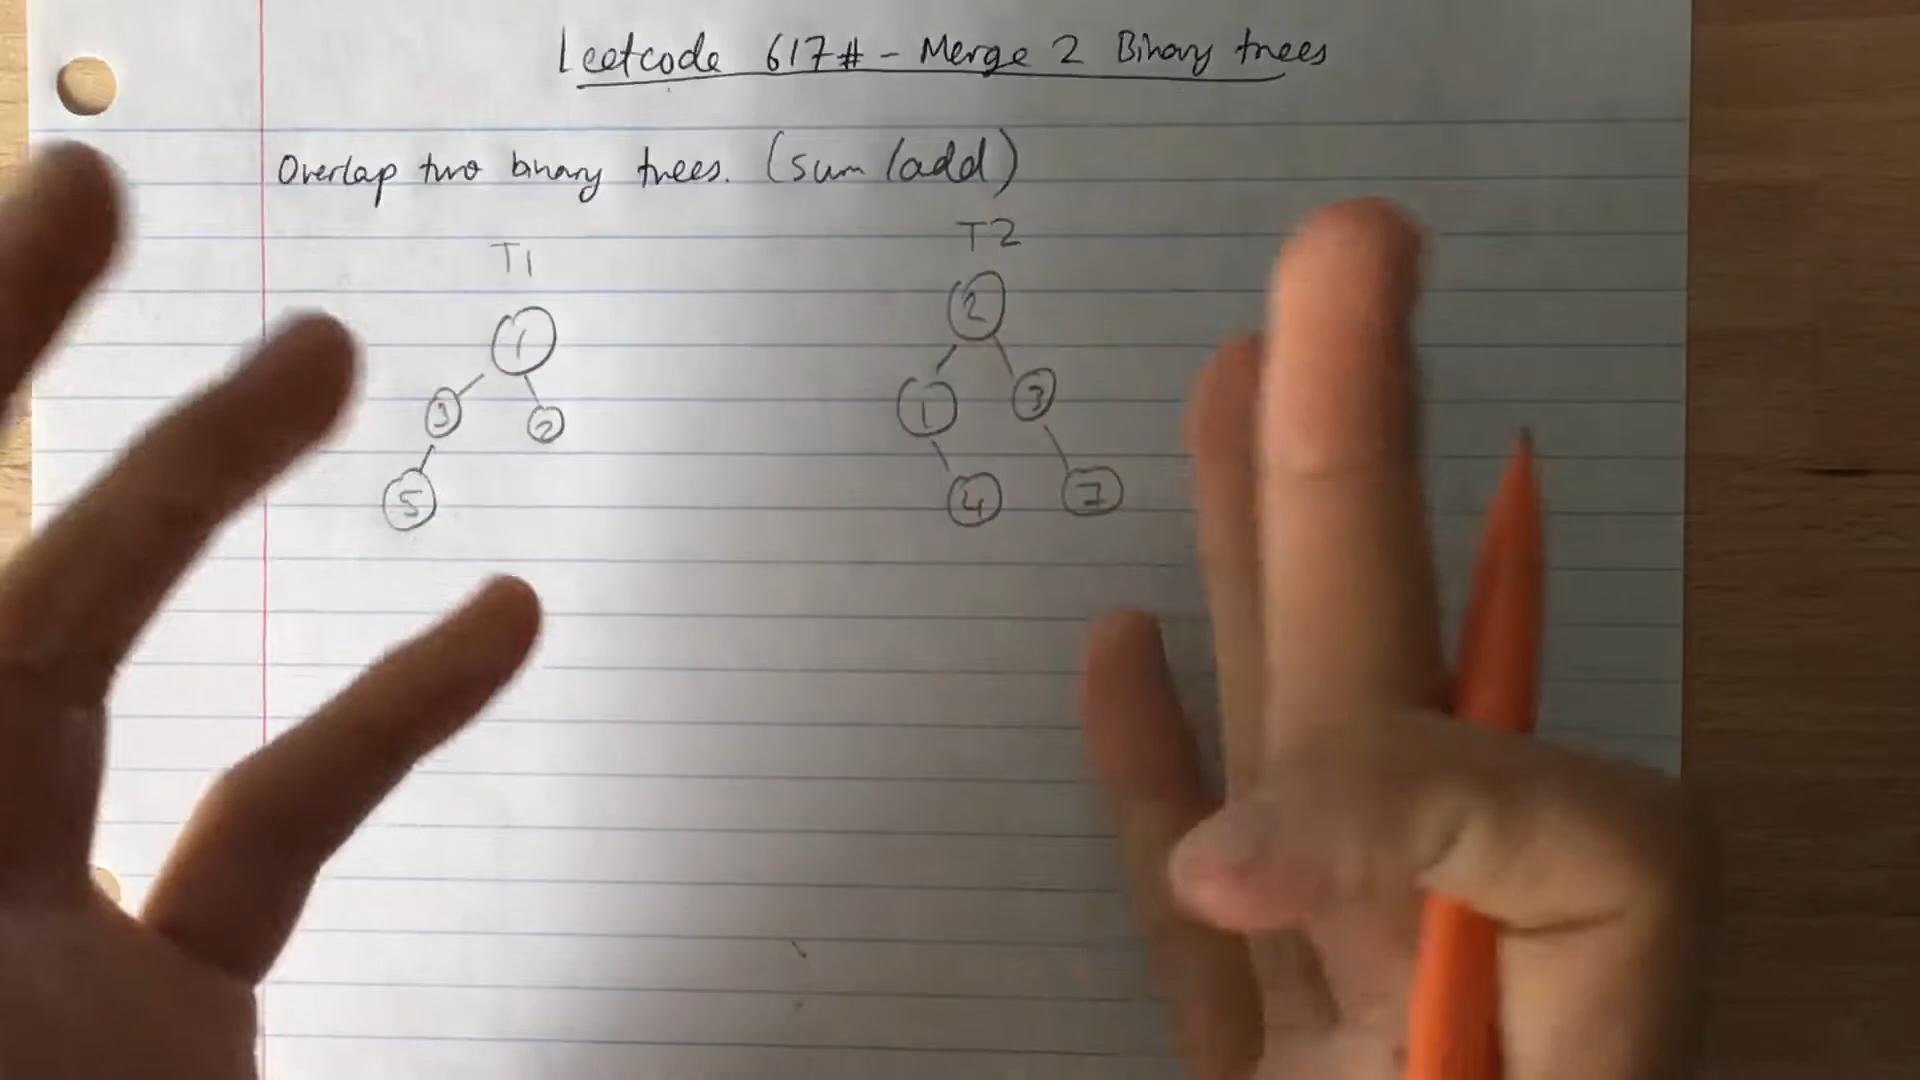 Leetcode 617# - Merge 2 Binary trees
Overlap two binary trees. (sum/add)
T1
1
3 2
5
T2
2
1 3
4 7